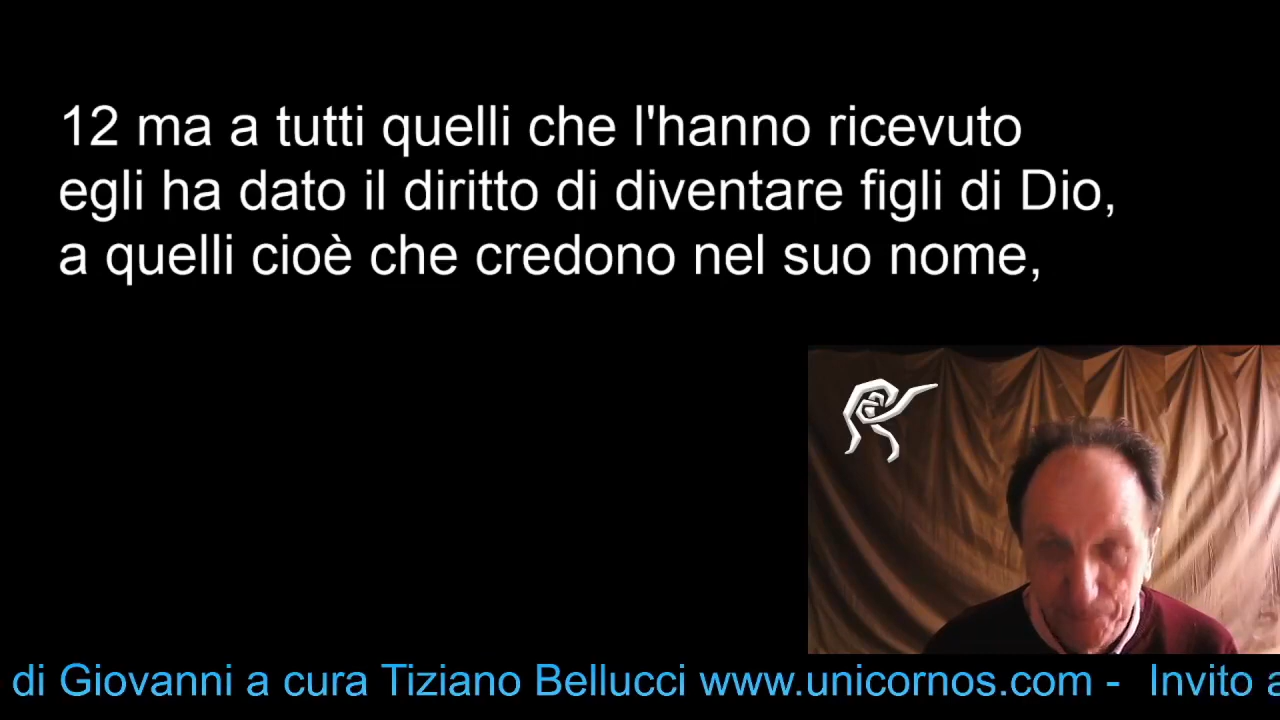 12 ma a tutti quelli che l'hanno ricevuto
egli ha dato il diritto di diventare figli di Dio,
a quelli cioè che credono nel suo nome,
di Giovanni a cura Tiziano Bellucci www.unicornos.com - Invito a